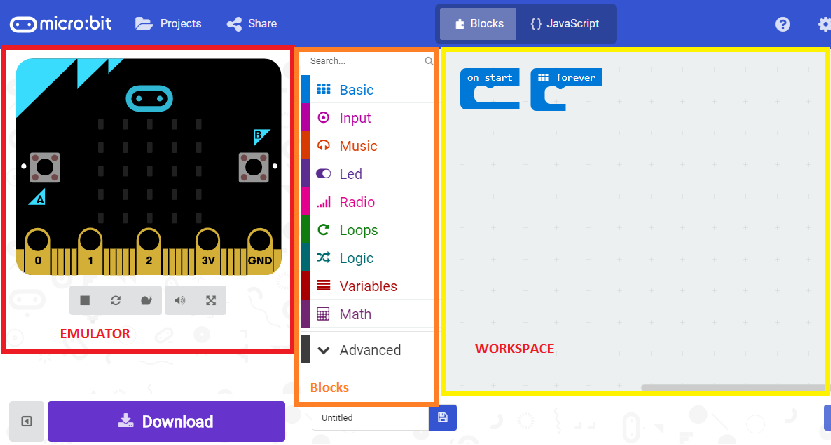 micro:bit Projects Share Blocks {} JavaScript ?
Search...
Basic
Input
Music
Led
Radio
Loops
Logic
Variables
Math
Advanced
Blocks
on start forever
B
A
0 1 2 3V GND
EMULATOR
WORKSPACE
Download
Untitled